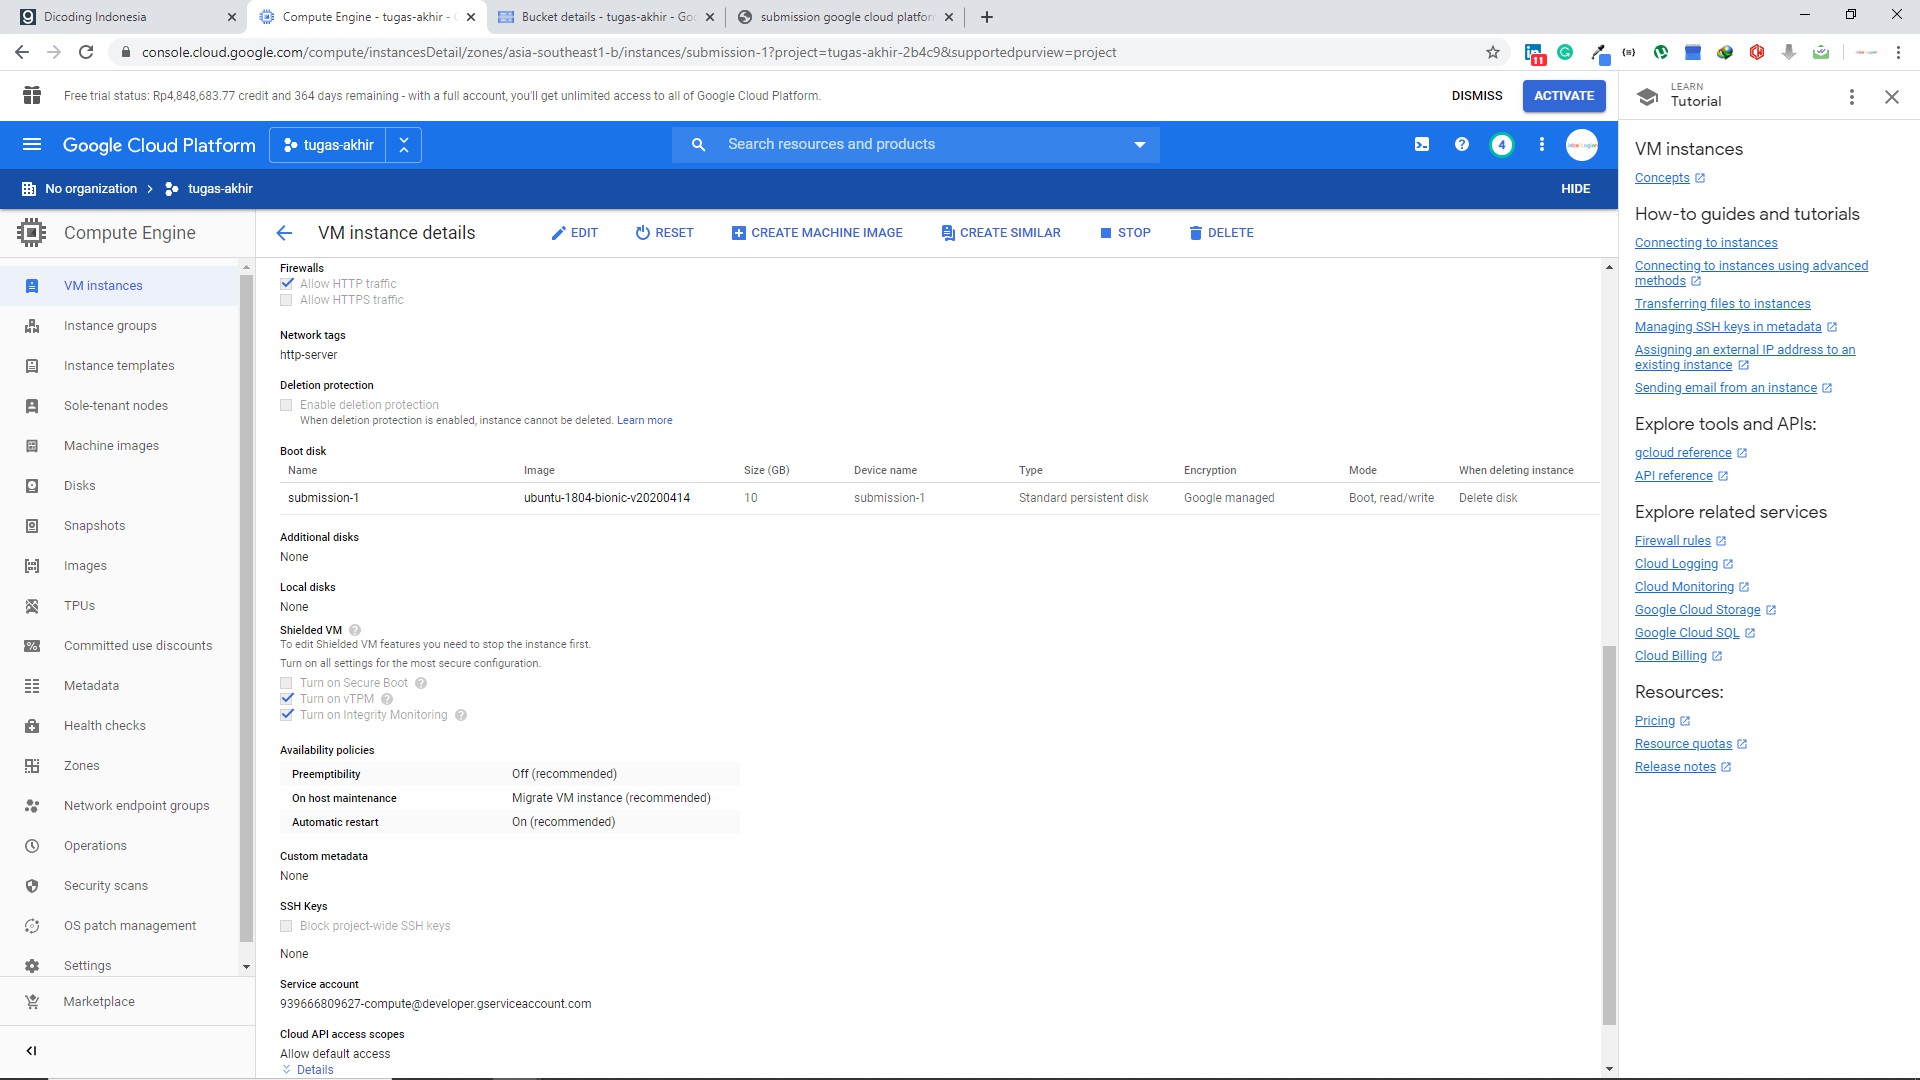 Dicoding Indonesia
Compute Engine - tugas-akhir -
Bucket details - tugas-akhir - Go
submission google cloud platfor
console.cloud.google.com/compute/instancesDetail/zones/asia-southeast1-b/instances/submission-1?project=tugas-akhir-2b4c9&supportedpurview=project
11
Free trial status: Rp4,848,683.77 credit and 364 days remaining - with a full account, you'll get unlimited access to all of Google Cloud Platform.
DISMISS
ACTIVATE
LEARN
Tutorial
Google Cloud Platform
tugas-akhir
Search resources and products
4
No organization
tugas-akhir
HIDE
Compute Engine
VM instances
Instance groups
Instance templates
Sole-tenant nodes
Machine images
Disks
Snapshots
Images
TPUs
Committed use discounts
Metadata
Health checks
Zones
Network endpoint groups
Operations
Security scans
OS patch management
Settings
Marketplace
VM instance details
EDIT
RESET
CREATE MACHINE IMAGE
CREATE SIMILAR
STOP
DELETE
Firewalls
Allow HTTP traffic
Allow HTTPS traffic
Network tags
http-server
Deletion protection
Enable deletion protection
When deletion protection is enabled, instance cannot be deleted. Learn more
Boot disk
Name Image Size (GB) Device name Type Encryption Mode When deleting instance
submission-1 ubuntu-1804-bionic-v20200414 10 submission-1 Standard persistent disk Google managed Boot, read/write Delete disk
Additional disks
None
Local disks
None
Shielded VM
To edit Shielded VM features you need to stop the instance first.
Turn on all settings for the most secure configuration.
Turn on Secure Boot
Turn on vTPM
Turn on Integrity Monitoring
Availability policies
Preemptibility Off (recommended)
On host maintenance Migrate VM instance (recommended)
Automatic restart On (recommended)
Custom metadata
None
SSH Keys
Block project-wide SSH keys
None
Service account
939666809627-compute@developer.gserviceaccount.com
Cloud API access scopes
Allow default access
Details
VM instances
Concepts
How-to guides and tutorials
Connecting to instances
Connecting to instances using advanced
methods
Transferring files to instances
Managing SSH keys in metadata
Assigning an external IP address to an
existing instance
Sending email from an instance
Explore tools and APIs:
gcloud reference
API reference
Explore related services
Firewall rules
Cloud Logging
Cloud Monitoring
Google Cloud Storage
Google Cloud SQL
Cloud Billing
Resources:
Pricing
Resource quotas
Release notes